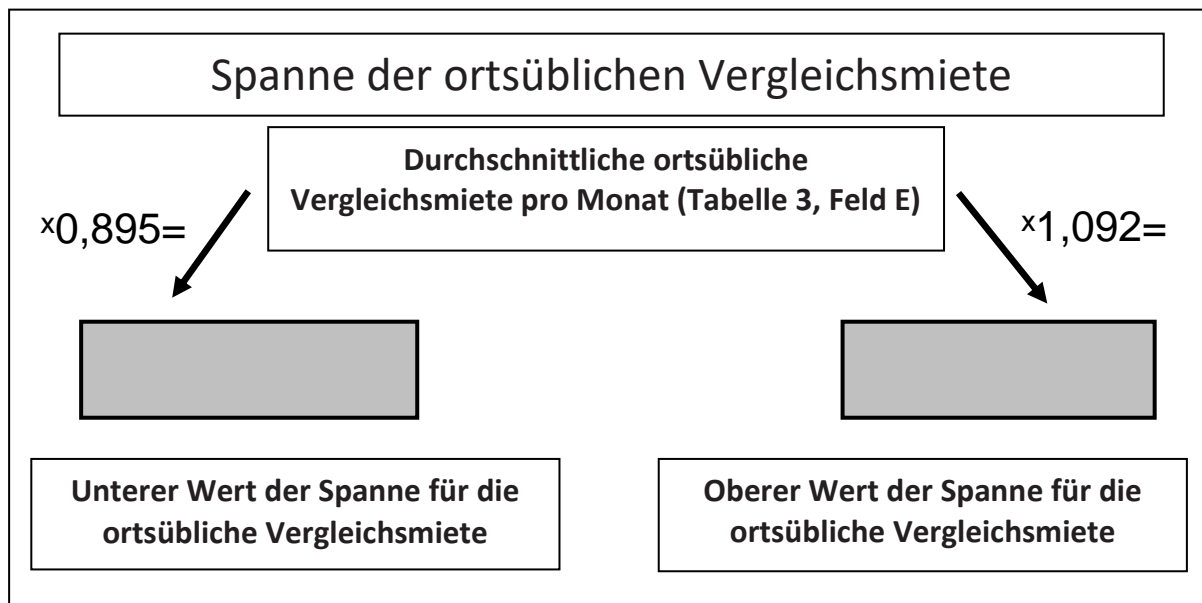 Spanne der ortsüblichen Vergleichsmiete
Durchschnittliche ortsübliche
Vergleichsmiete pro Monat (Tabelle 3, Feld E)
x0,895=
x1,092=
Unterer Wert der Spanne für die
ortsübliche Vergleichsmiete
Oberer Wert der Spanne für die
ortsübliche Vergleichsmiete